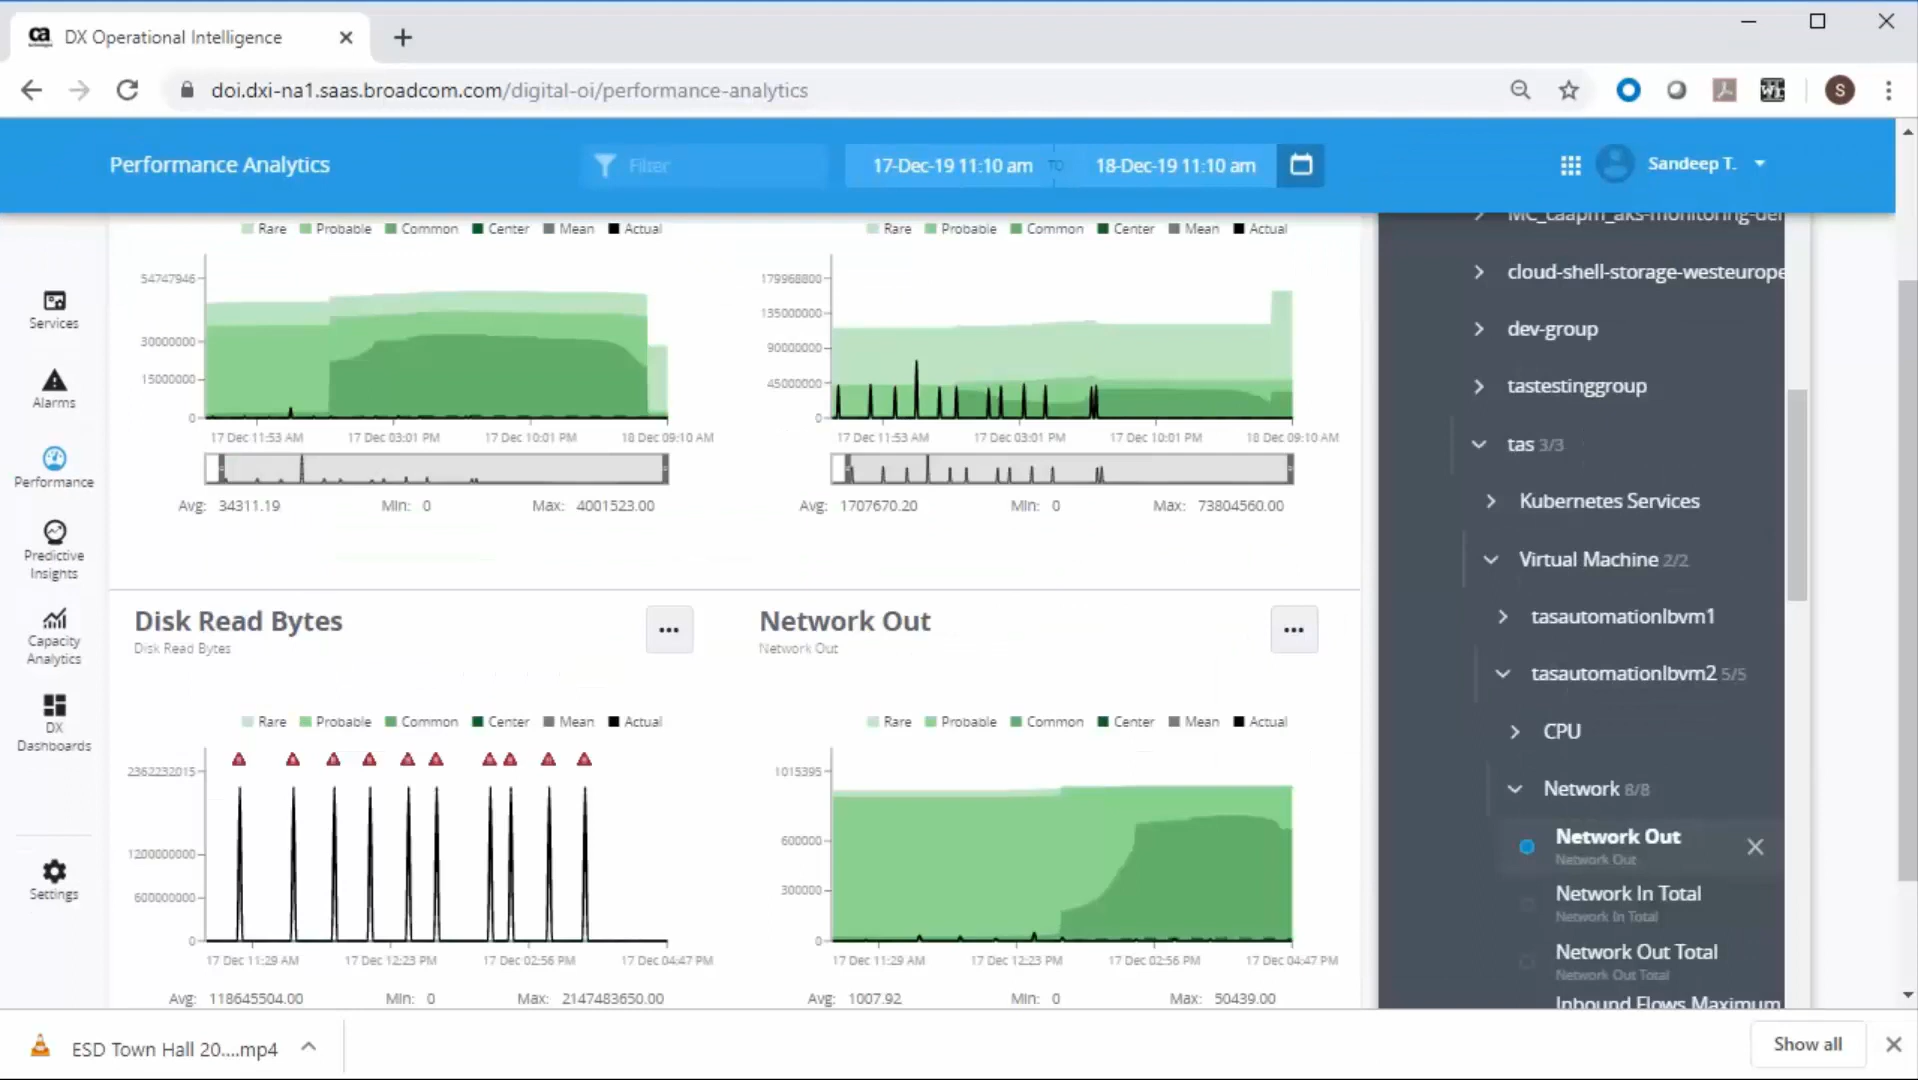 ca
technologies
DX Operational Intelligence
doi.dxi-na1.saas.broadcom.com/digital-oi/performance-analytics
S
Performance Analytics
Filter
17-Dec-19 11:10 am TO 18-Dec-19 11:10 am
Sandeep T.
Services
Alarms
Performance
Predictive
Insights
Capacity
Analytics
DX
Dashboards
Settings
Rare Probable Common Center Mean Actual
54747946
30000000
15000000
0
17 Dec 11:53 AM 17 Dec 03:01 PM 17 Dec 10:01 PM 18 Dec 09:10 AM
Avg: 34311.19 Min: 0 Max: 4001523.00
Rare Probable Common Center Mean Actual
179968800
135000000
90000000
45000000
0
17 Dec 11:53 AM 17 Dec 03:01 PM 17 Dec 10:01 PM 18 Dec 09:10 AM
Avg: 1707670.20 Min: 0 Max: 73804560.00
Disk Read Bytes
Disk Read Bytes
Rare Probable Common Center Mean Actual
2362232015
1200000000
600000000
0
17 Dec 11:29 AM 17 Dec 12:23 PM 17 Dec 02:56 PM 17 Dec 04:47 PM
Avg: 118645504.00 Min: 0 Max: 2147483650.00
Network Out
Network Out
Rare Probable Common Center Mean Actual
1015395
600000
300000
0
17 Dec 11:29 AM 17 Dec 12:23 PM 17 Dec 02:56 PM 17 Dec 04:47 PM
Avg: 1007.92 Min: 0 Max: 50439.00
MC_caapm_aks-monitoring-der
cloud-shell-storage-westeurope
dev-group
tastestinggroup
tas 3/3
Kubernetes Services
Virtual Machine 2/2
tasautomationlbvm1
tasautomationlbvm2 5/5
CPU
Network 8/8
Network Out
Network Out
Network In Total
Network In Total
Network Out Total
Network Out Total
Inbound Flows Maximum
ESD Town Hall 20....mp4
Show all